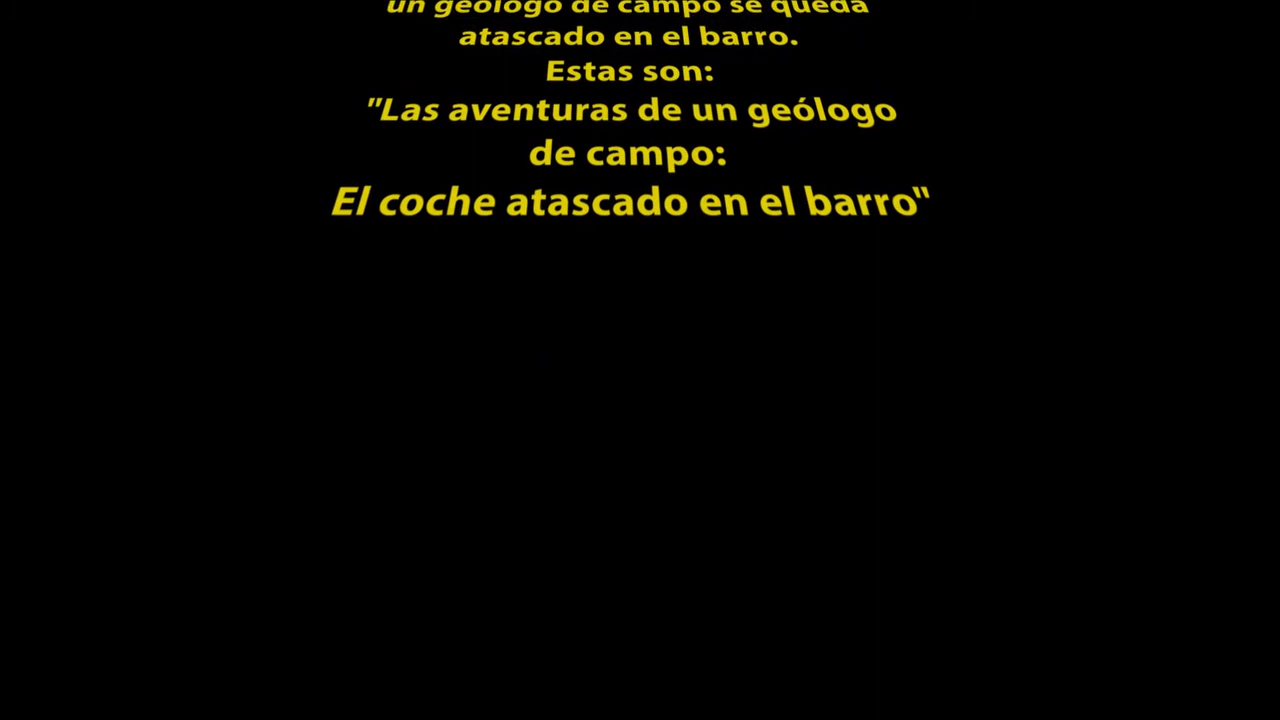 un geólogo de campo se queda
atascado en el barro.
Estas son:
"Las aventuras de un geólogo
de campo:
El coche atascado en el barro"